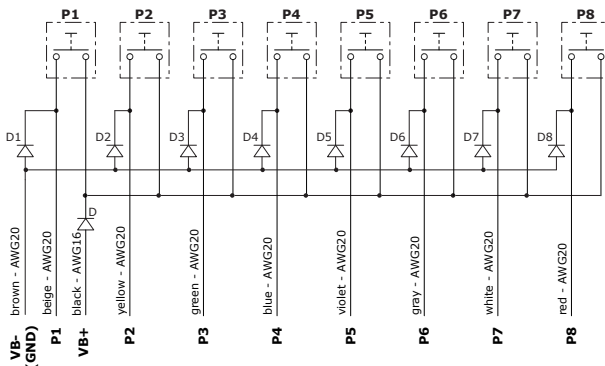 P1 P2 P3 P4 P5 P6 P7 P8
D1 D2 D3 D4 D5 D6 D7 D8
D
brown - AWG20
beige - AWG20
black - AWG16
yellow - AWG20
green - AWG20
blue - AWG20
violet - AWG20
gray - AWG20
white - AWG20
red - AWG20
VB-
(GND)
P1
VB+
P2
P3
P4
P5
P6
P7
P8